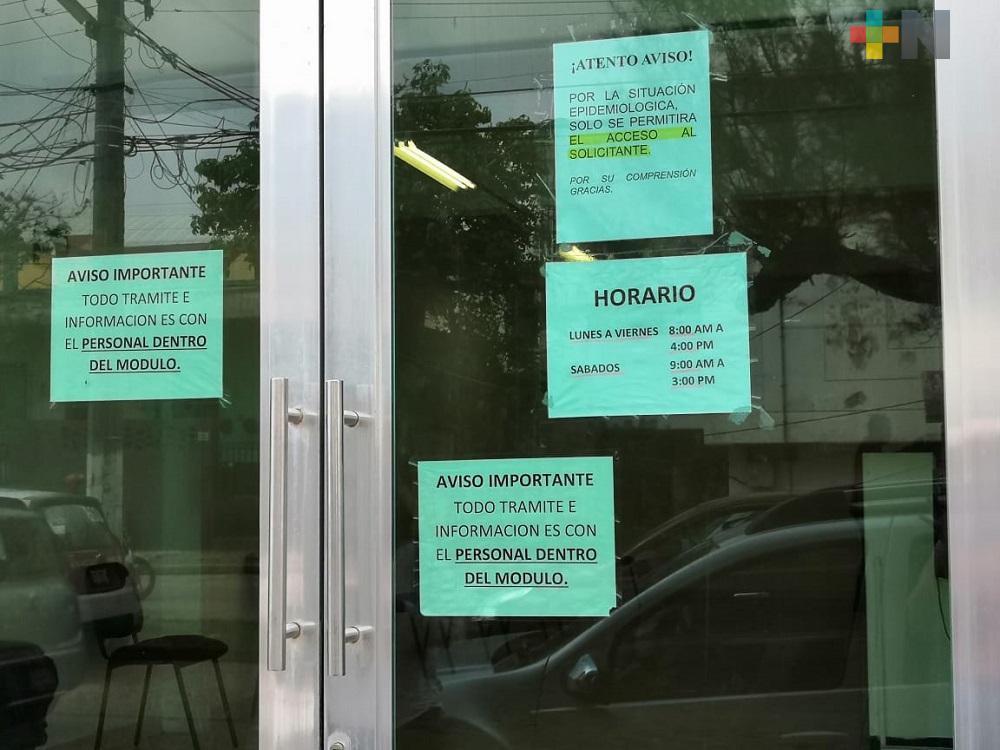 +N
¡ATENTO AVISO!
POR LA SITUACIÓN
EPIDEMIOLOGICA,
SOLO SE PERMITIRA
EL ACCESO AL
SOLICITANTE.
POR SU COMPRENSIÓN
GRACIAS.
AVISO IMPORTANTE
TODO TRAMITE E
INFORMACION ES CON
EL PERSONAL DENTRO
DEL MODULO.
HORARIO
LUNES A VIERNES 8:00 AM A
4:00 PM
SABADOS 9:00 AM A
3:00 PM
AVISO IMPORTANTE
TODO TRAMITE E
INFORMACION ES CON
EL PERSONAL DENTRO
DEL MODULO.